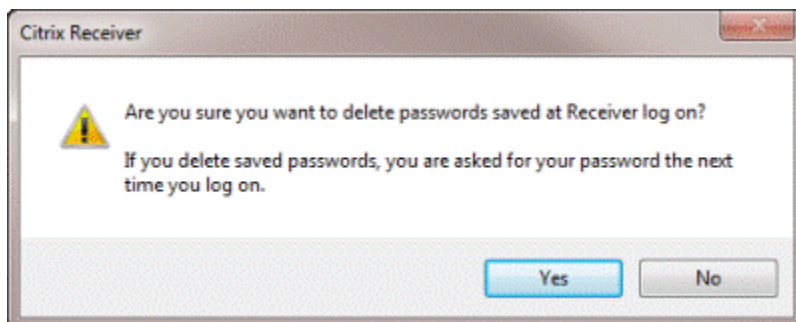 Citrix Receiver
Are you sure you want to delete passwords saved at Receiver log on?
If you delete saved passwords, you are asked for your password the next
time you log on.
Yes
No